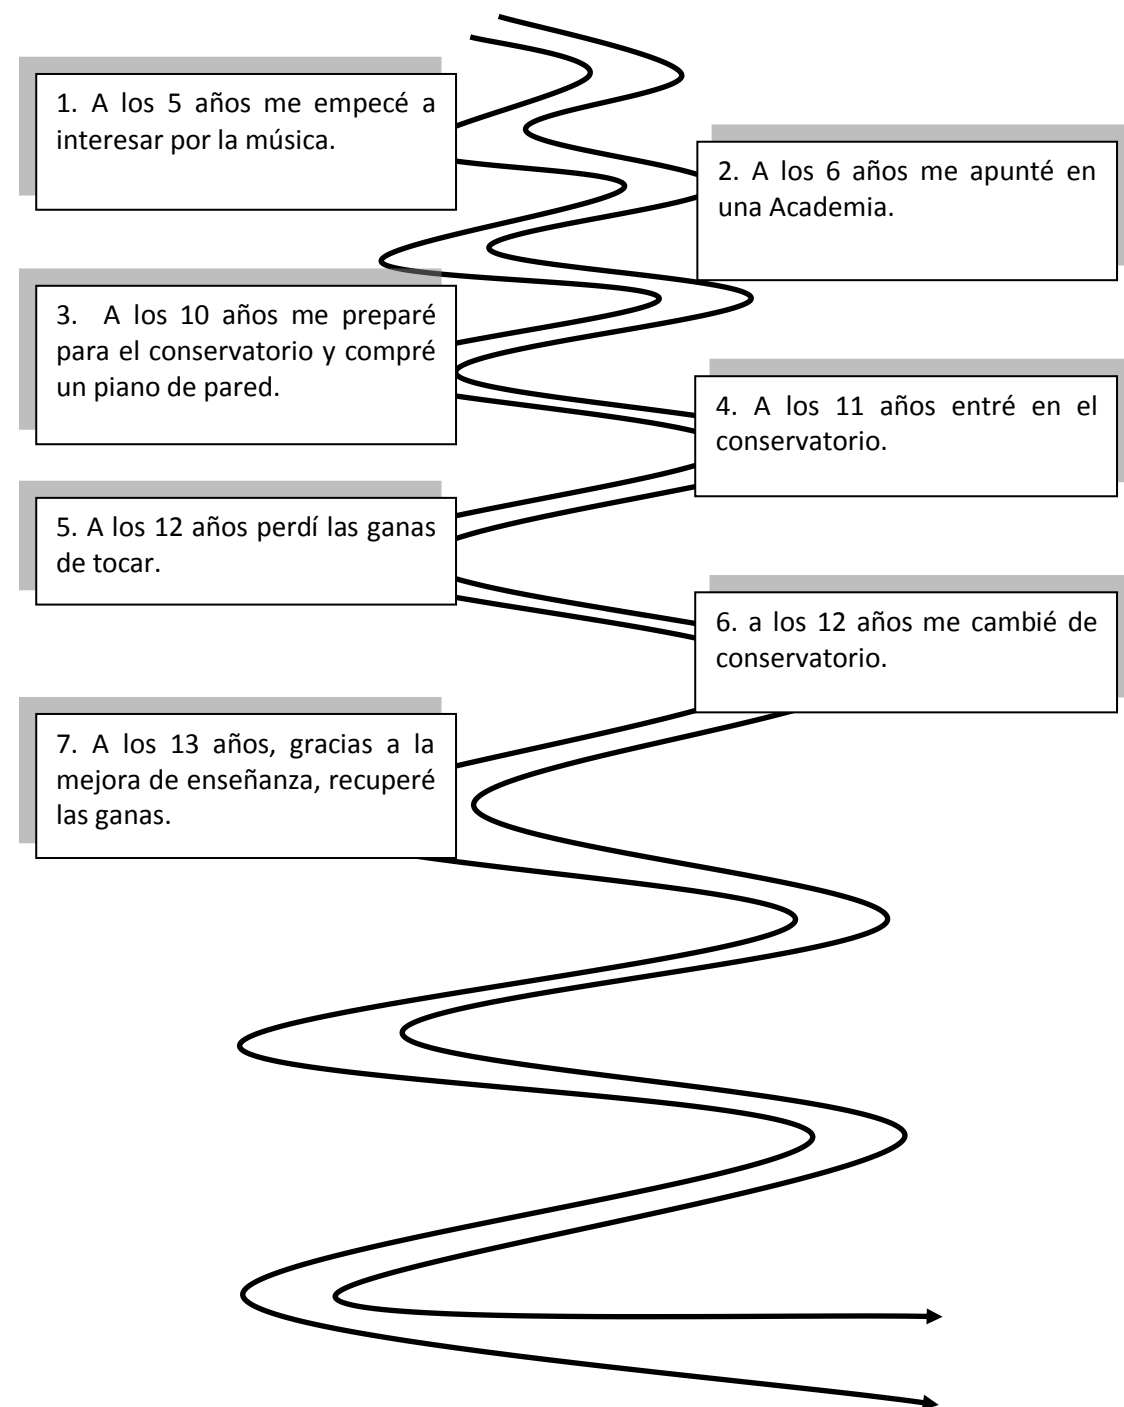 1. A los 5 años me empecé a
interesar por la música.
2. A los 6 años me apunté en
una Academia.
3. A los 10 años me preparé
para el conservatorio y compré
un piano de pared.
4. A los 11 años entré en el
conservatorio.
5. A los 12 años perdí las ganas
de tocar.
6. a los 12 años me cambié de
conservatorio.
7. A los 13 años, gracias a la
mejora de enseñanza, recuperé
las ganas.